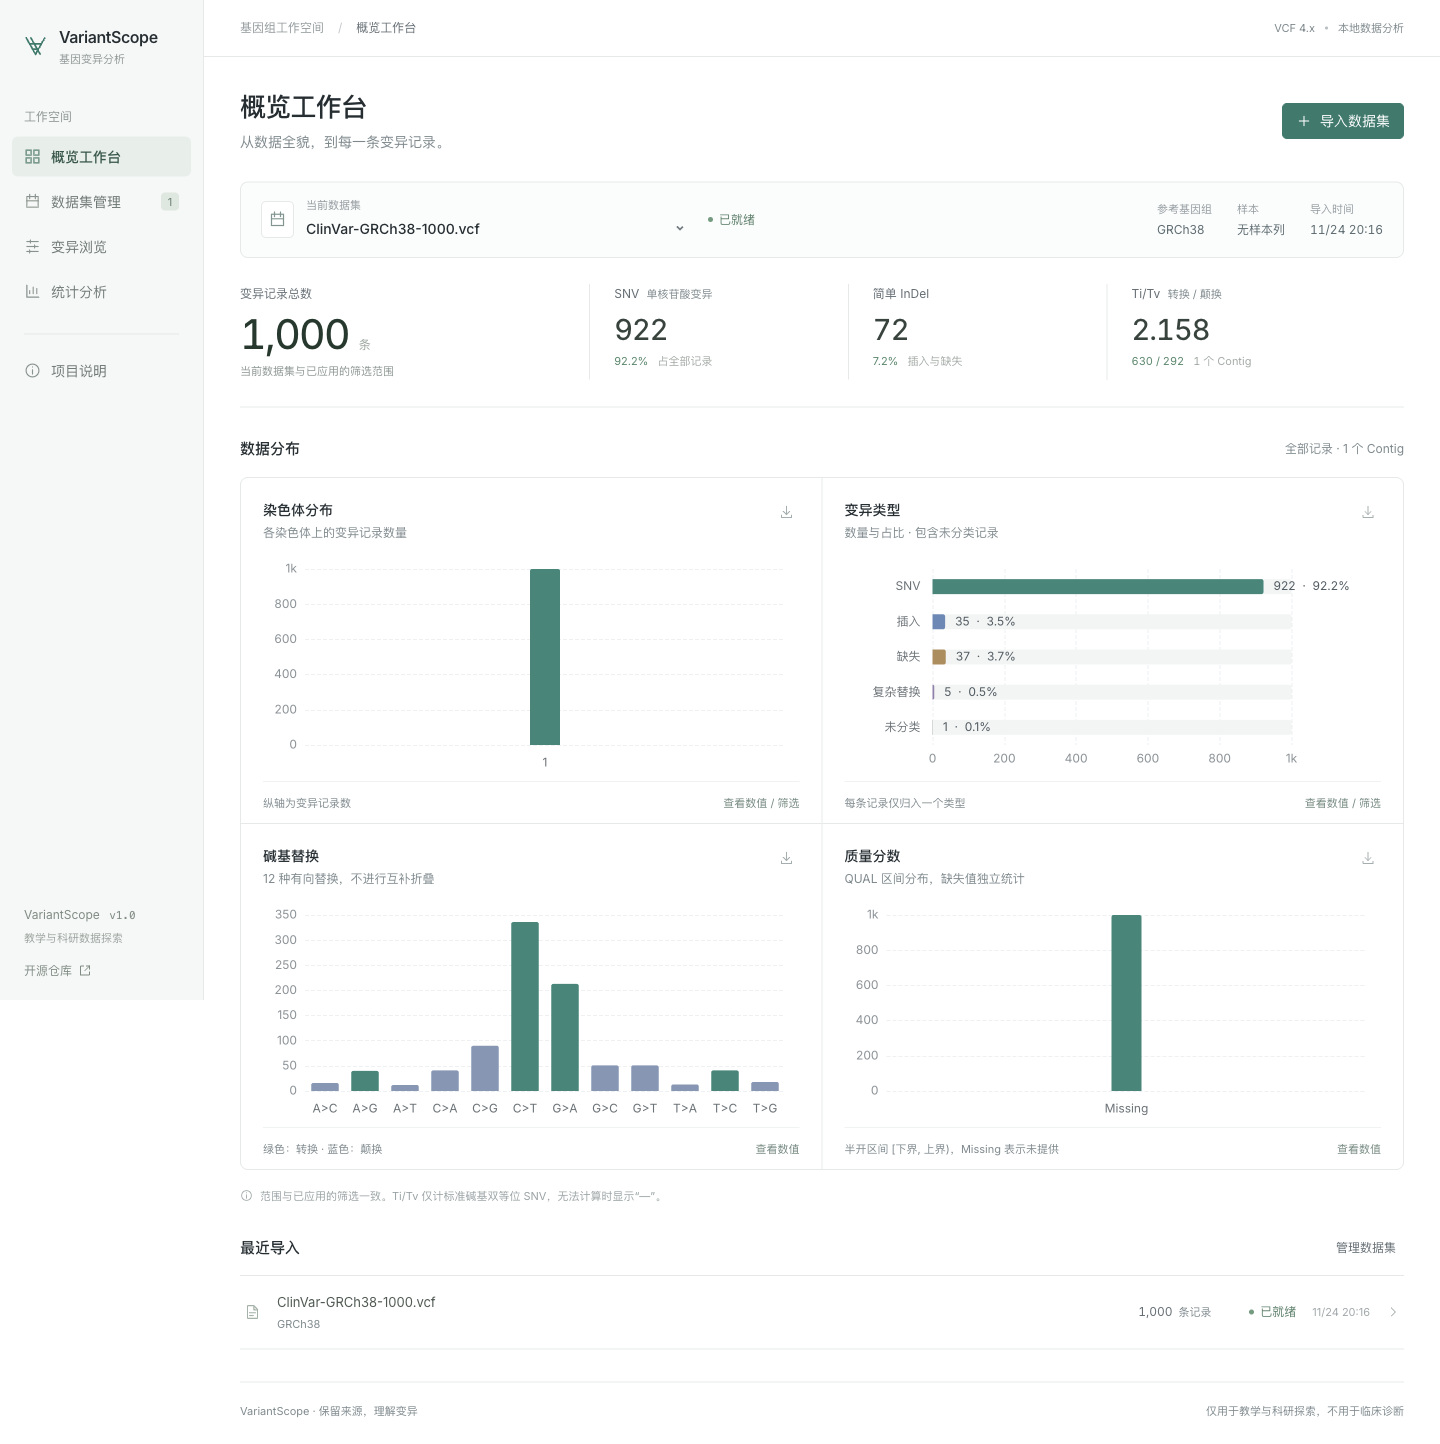 VariantScope
基因变异分析
工作空间
概览工作台
数据集管理 1
变异浏览
统计分析
项目说明
VariantScope v1.0
教学与科研数据探索
开源仓库
基因组工作空间 / 概览工作台
VCF 4.x • 本地数据分析
概览工作台
从数据全貌，到每一条变异记录。
+ 导入数据集
当前数据集
ClinVar-GRCh38-1000.vcf
已就绪
参考基因组
GRCh38
样本
无样本列
导入时间
11/24 20:16
变异记录总数
1,000 条
当前数据集与已应用的筛选范围
SNV 单核苷酸变异
922
92.2% 占全部记录
简单 InDel
72
7.2% 插入与缺失
Ti/Tv 转换 / 颠换
2.158
630 / 292 1 个 Contig
数据分布
全部记录 · 1 个 Contig
染色体分布
各染色体上的变异记录数量
1k
800
600
400
200
0
1
纵轴为变异记录数
查看数值 / 筛选
变异类型
数量与占比 · 包含未分类记录
SNV 922 · 92.2%
插入 35 · 3.5%
缺失 37 · 3.7%
复杂替换 5 · 0.5%
未分类 1 · 0.1%
0 200 400 600 800 1k
每条记录仅归入一个类型
查看数值 / 筛选
碱基替换
12 种有向替换，不进行互补折叠
350
300
250
200
150
100
50
0
A>C A>G A>T C>A C>G C>T G>A G>C G>T T>A T>C T>G
绿色：转换 · 蓝色：颠换
查看数值
质量分数
QUAL 区间分布，缺失值独立统计
1k
800
600
400
200
0
Missing
半开区间 [下界, 上界)，Missing 表示未提供
查看数值
范围与已应用的筛选一致。Ti/Tv 仅计标准碱基双等位 SNV，无法计算时显示“—”。
最近导入
管理数据集
ClinVar-GRCh38-1000.vcf
GRCh38
1,000 条记录
已就绪
11/24 20:16
VariantScope · 保留来源，理解变异
仅用于教学与科研探索，不用于临床诊断